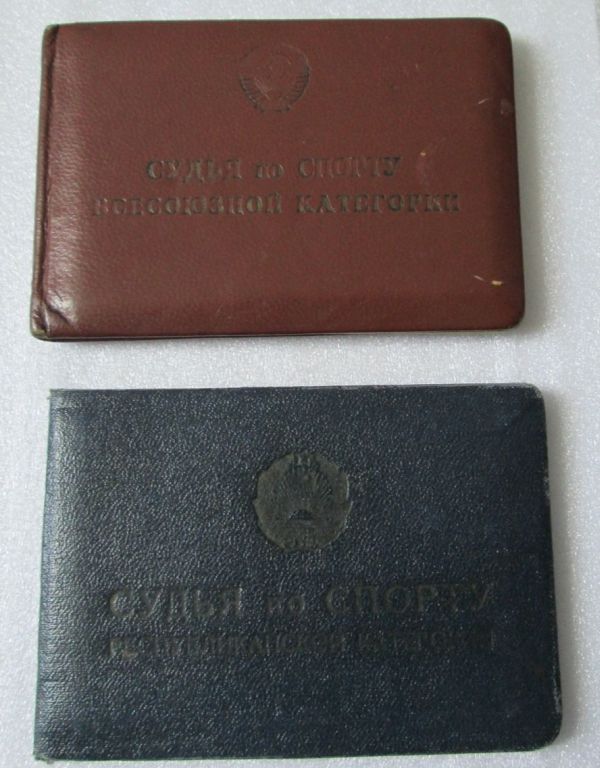 СУДЬЯ по СПОРТУ
ВСЕСОЮЗНОЙ КАТЕГОРИИ
СУДЬЯ по СПОРТУ
РЕСПУБЛИКАНСКОЙ КАТЕГОРИИ